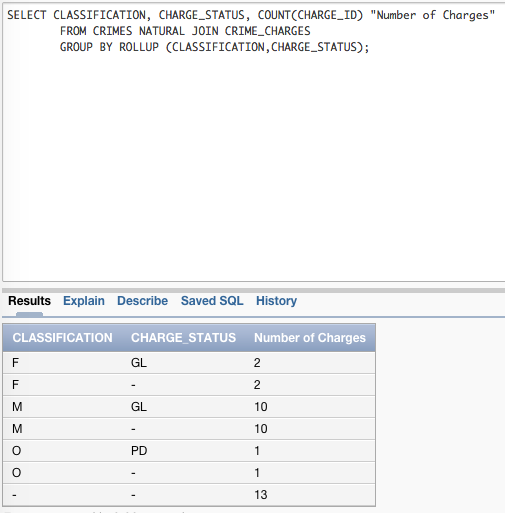 SELECT CLASSIFICATION, CHARGE_STATUS, COUNT(CHARGE_ID) "Number of Charges"
FROM CRIMES NATURAL JOIN CRIME_CHARGES
GROUP BY ROLLUP (CLASSIFICATION,CHARGE_STATUS);
Results Explain Describe Saved SQL History
CLASSIFICATION CHARGE_STATUS Number of Charges
F GL 2
F - 2
M GL 10
M - 10
O PD 1
O - 1
- - 13